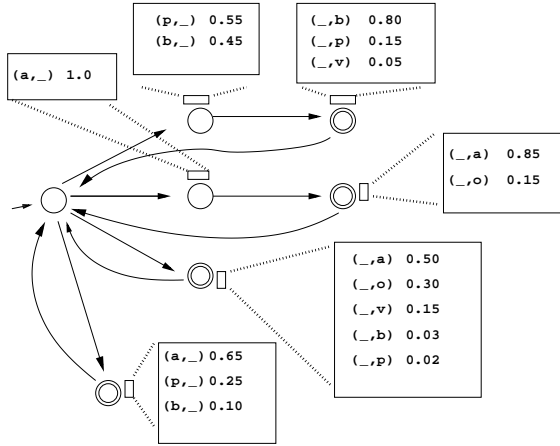 (p,_) 0.55
(b,_) 0.45
(_,b) 0.80
(_,p) 0.15
(_,v) 0.05
(a,_) 1.0
(_,a) 0.85
(_,o) 0.15
(_,a) 0.50
(_,o) 0.30
(_,v) 0.15
(_,b) 0.03
(_,p) 0.02
(a,_) 0.65
(p,_) 0.25
(b,_) 0.10